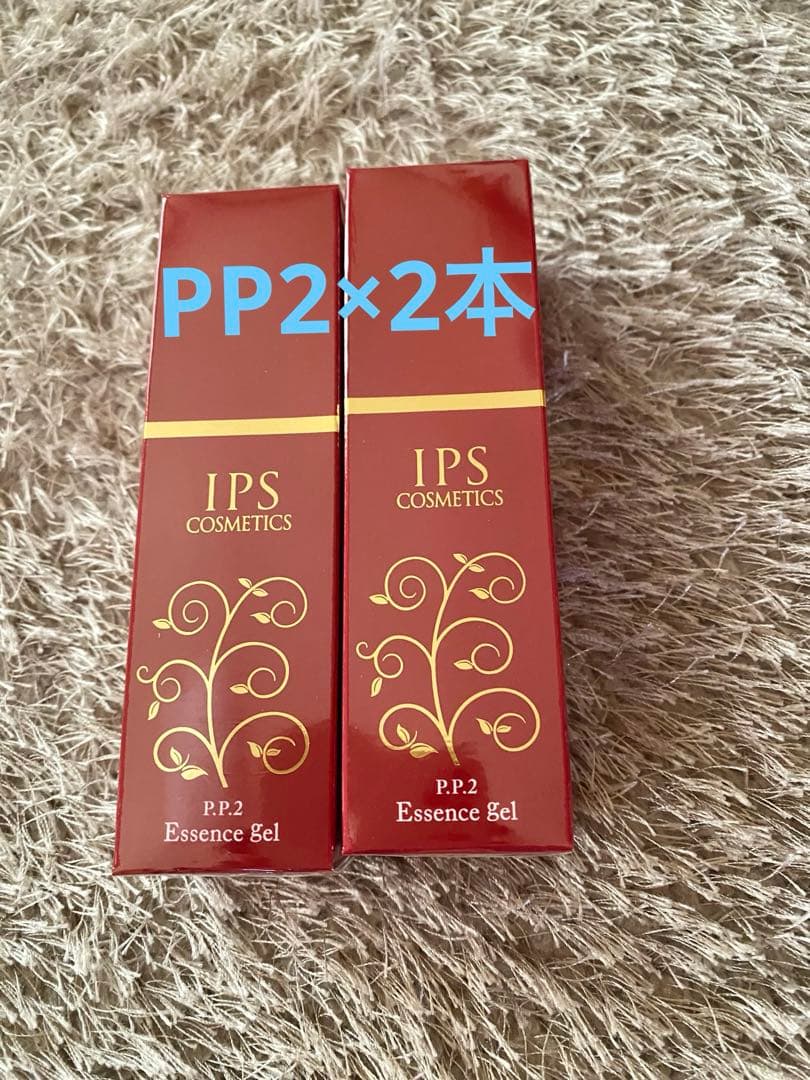 PP2×2本
IPS
COSMETICS
P.P.2
Essence gel
IPS
COSMETICS
P.P.2
Essence gel